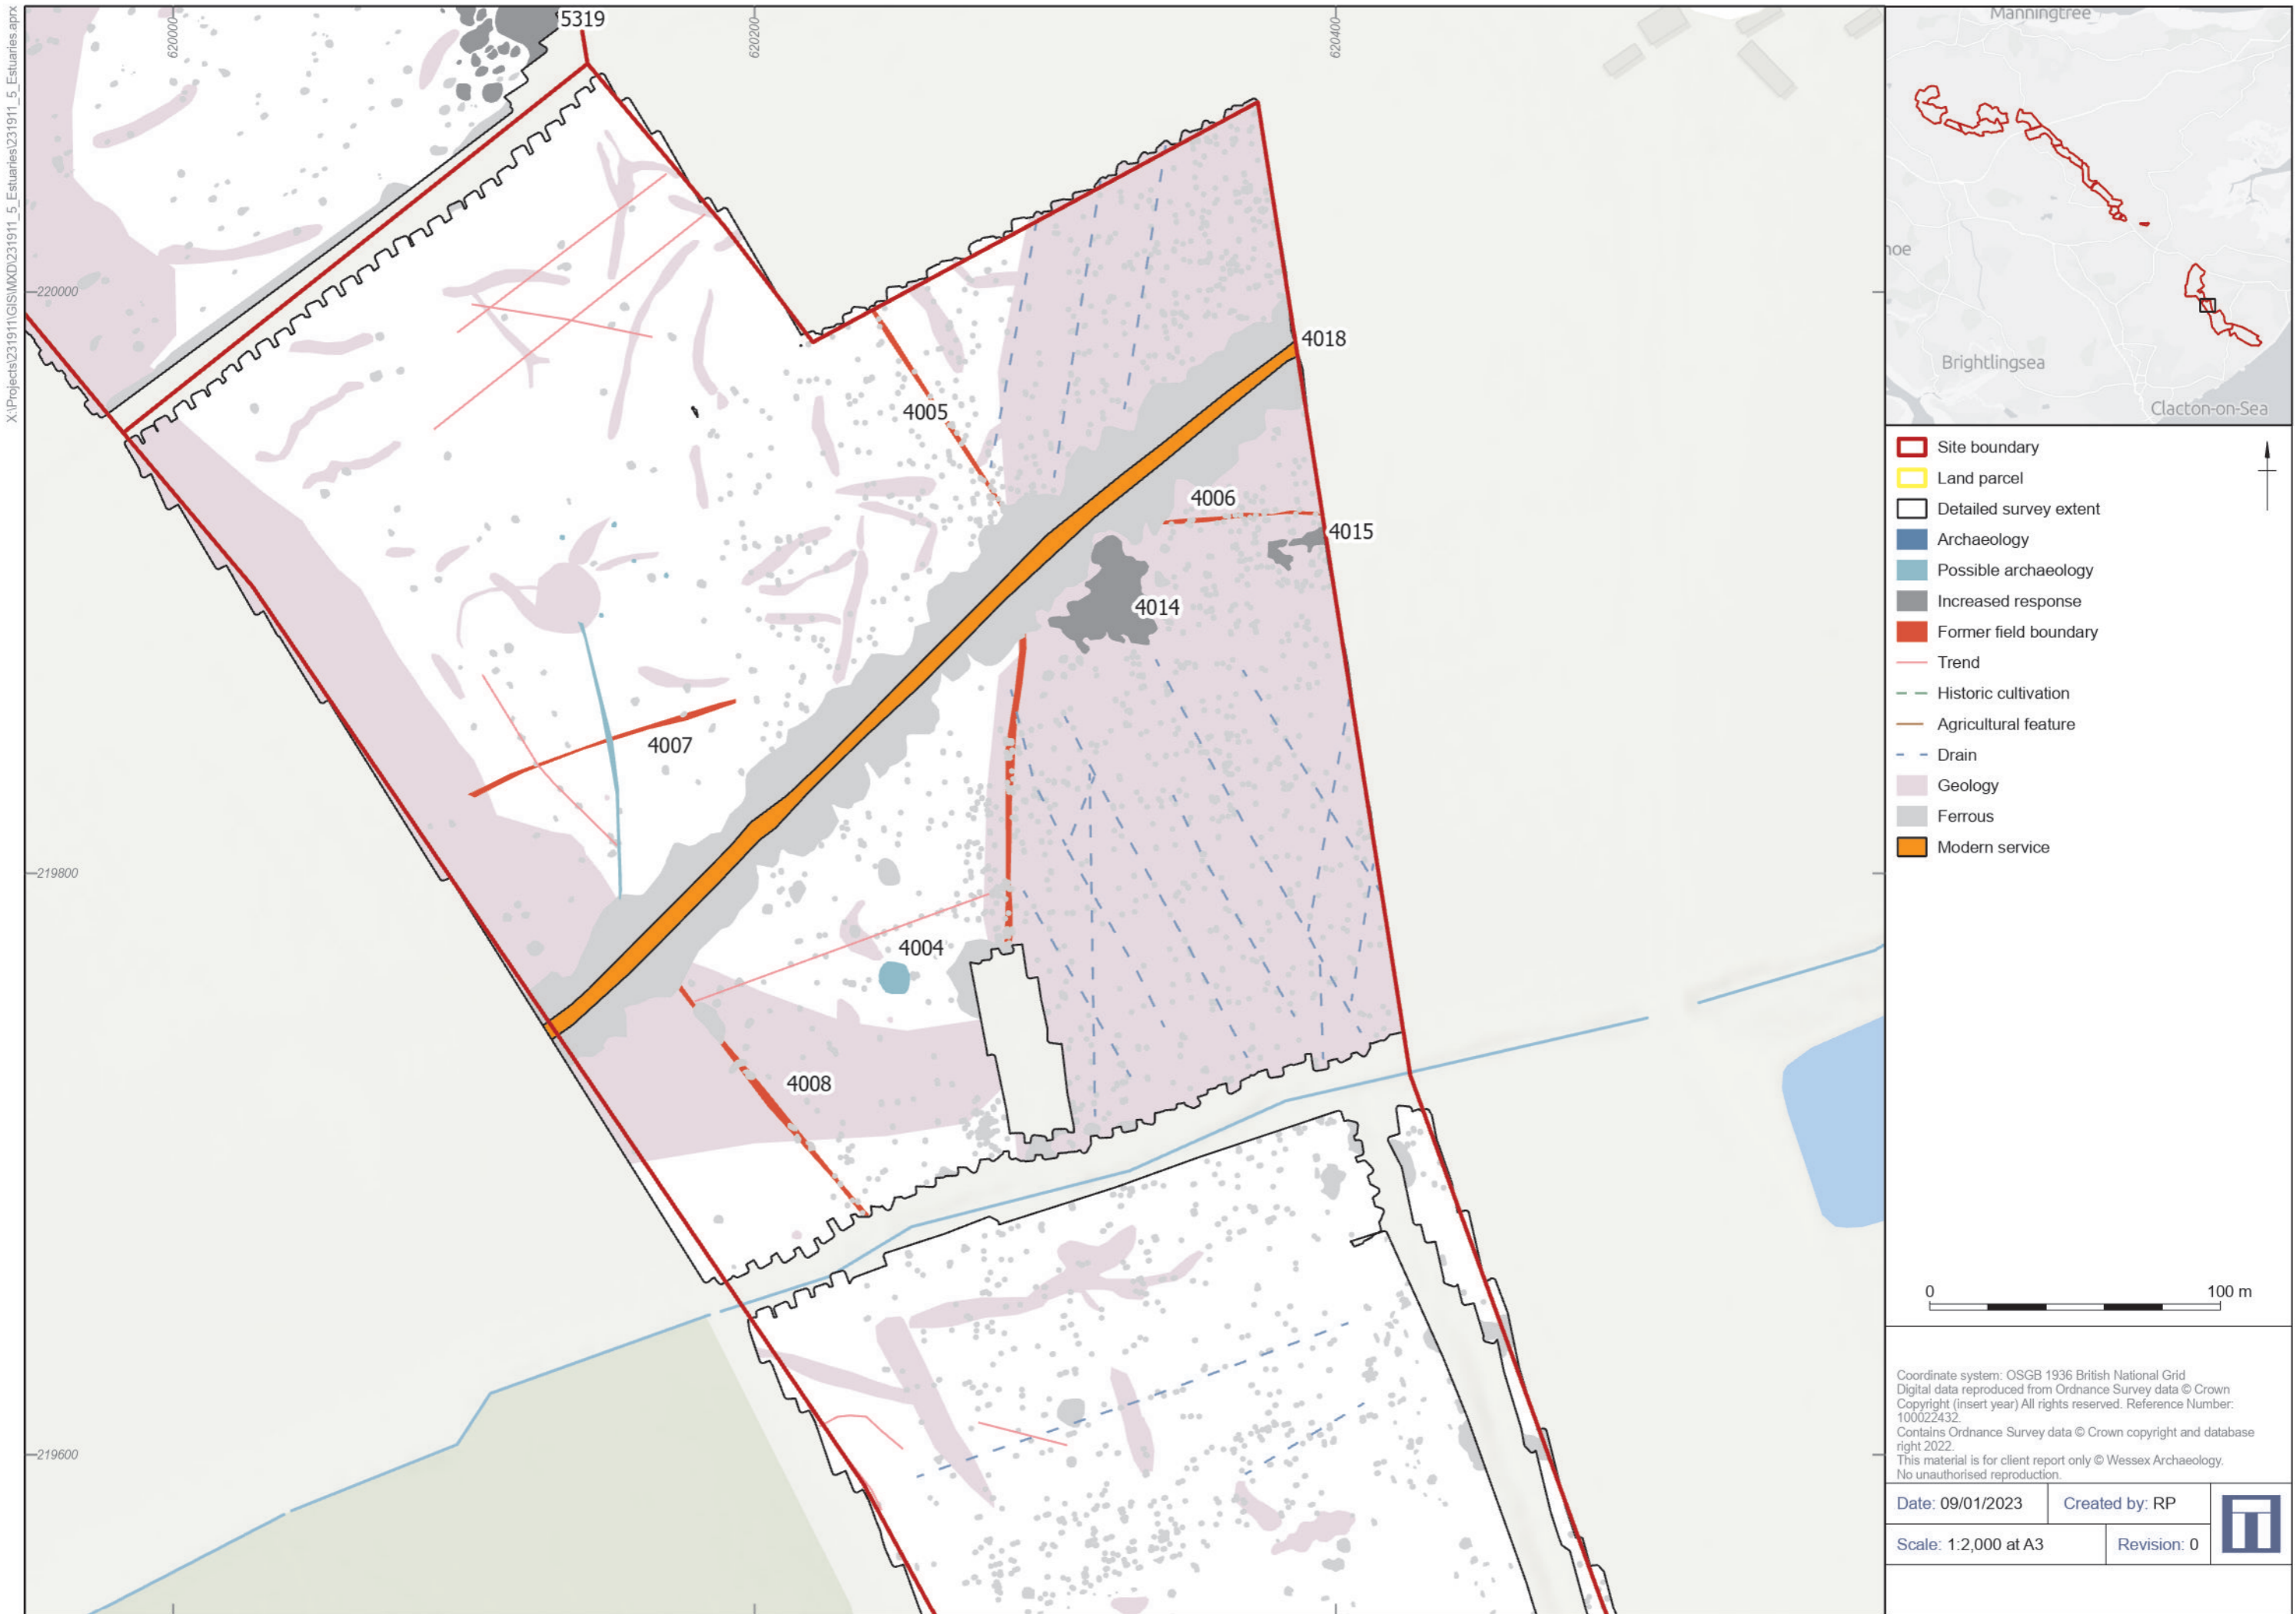 X:\Projects\231911\GIS\MXD\231911_5_Estuaries\231911_5_Estuaries.aprx
620000
5319
620200
620400
220000
4018
4005
4006
4015
4014
4007
219800
4004
4008
219600
Manningtree
hoe
Brightlingsea
Clacton-on-Sea
Site boundary
Land parcel
Detailed survey extent
Archaeology
Possible archaeology
Increased response
Former field boundary
Trend
Historic cultivation
Agricultural feature
Drain
Geology
Ferrous
Modern service
0 100 m
Coordinate system: OSGB 1936 British National Grid
Digital data reproduced from Ordnance Survey data © Crown
Copyright (insert year) All rights reserved. Reference Number:
100022432.
Contains Ordnance Survey data © Crown copyright and database
right 2022.
This material is for client report only © Wessex Archaeology.
No unauthorised reproduction.
Date: 09/01/2023 Created by: RP
Scale: 1:2,000 at A3 Revision: 0